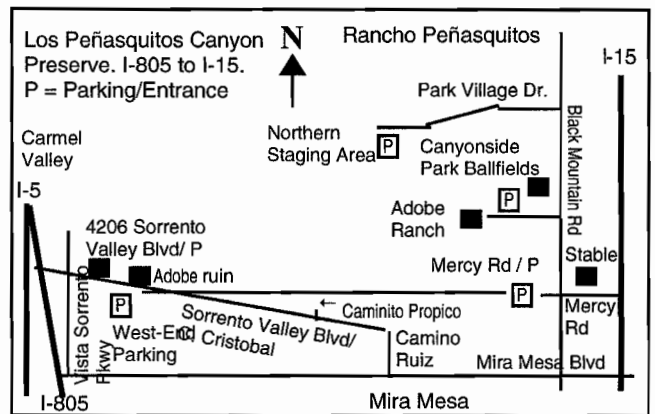 Los Peñasquitos Canyon
Preserve. I-805 to I-15.
P = Parking/Entrance
N
Rancho Peñasquitos
I-15
Park Village Dr.
Northern
Staging Area
P
Black Mountain Rd
Canyonside
Park Ballfields
P
Carmel
Valley
I-5
Adobe
Ranch
4206 Sorrento
Valley Blvd/ P
Adobe ruin
Mercy Rd / P
P
Stable
Mercy
Rd
Vista Sorrento
Pkwy
P
West-End
Parking
Sorrento Valley Blvd/
Cl Cristobal
← Caminito Propico
Camino
Ruiz
Mira Mesa Blvd
I-805
Mira Mesa